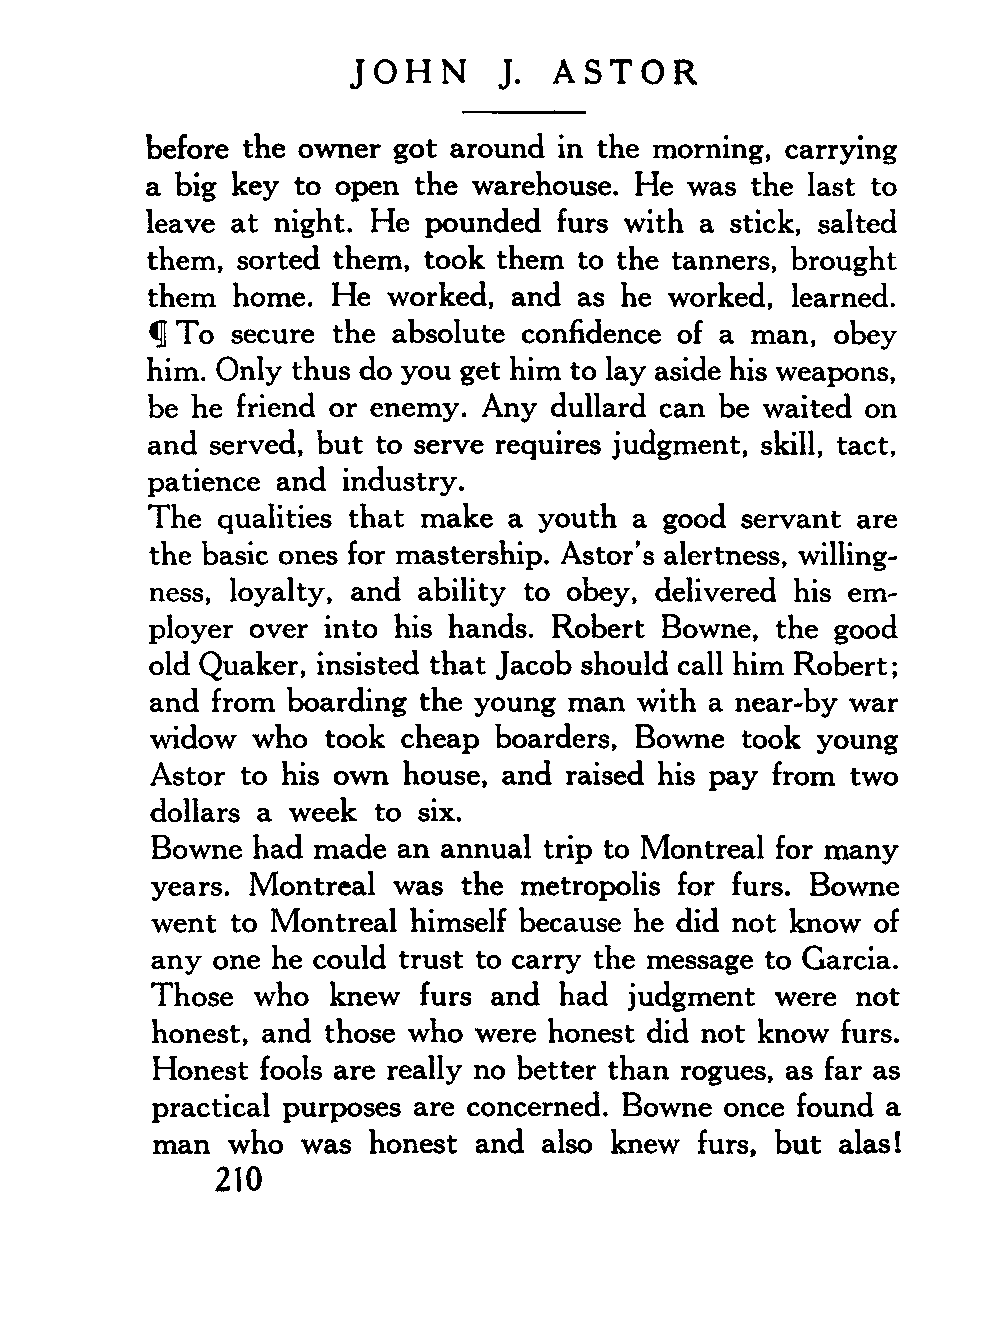 JOHN J. ASTOR
before the owner got around in the morning, carrying
a big key to open the warehouse. He was the last to
leave at night. He pounded furs with a stick, salted
them, sorted them, took them to the tanners, brought
them home. He worked, and as he worked, learned.
¶ To secure the absolute confidence of a man, obey
him. Only thus do you get him to lay aside his weapons,
be he friend or enemy. Any dullard can be waited on
and served, but to serve requires judgment, skill, tact,
patience and industry.
The qualities that make a youth a good servant are
the basic ones for mastership. Astor's alertness, willing-
ness, loyalty, and ability to obey, delivered his em-
ployer over into his hands. Robert Bowne, the good
old Quaker, insisted that Jacob should call him Robert;
and from boarding the young man with a near-by war
widow who took cheap boarders, Bowne took young
Astor to his own house, and raised his pay from two
dollars a week to six.
Bowne had made an annual trip to Montreal for many
years. Montreal was the metropolis for furs. Bowne
went to Montreal himself because he did not know of
any one he could trust to carry the message to Garcia.
Those who knew furs and had judgment were not
honest, and those who were honest did not know furs.
Honest fools are really no better than rogues, as far as
practical purposes are concerned. Bowne once found a
man who was honest and also knew furs, but alas!
210